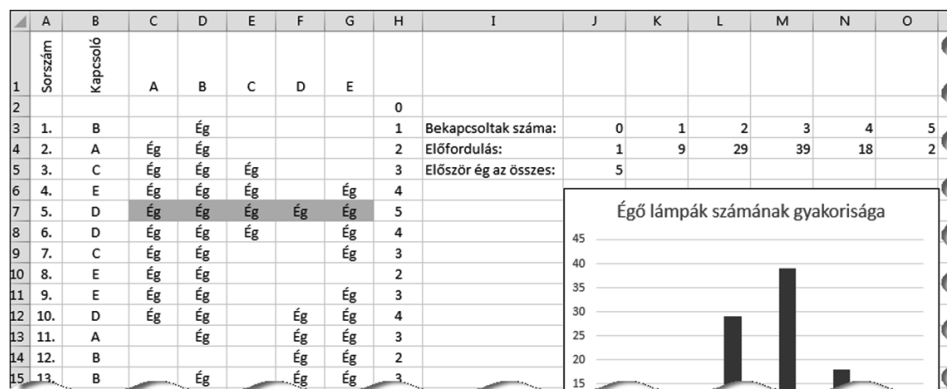 A B C D E F G H I J K L M N O
1 Sorszám Kapcsoló A B C D E
2 0
3 1. B Ég 1 Bekapcsoltak száma: 0 1 2 3 4 5
4 2. A Ég Ég 2 Előfordulás: 1 9 29 39 18 2
5 3. C Ég Ég Ég 3 Először ég az összes: 5
6 4. E Ég Ég Ég Ég 4
7 5. D Ég Ég Ég Ég Ég 5
8 6. D Ég Ég Ég Ég 4
9 7. C Ég Ég Ég 3
10 8. E Ég Ég 2
11 9. E Ég Ég Ég 3
12 10. D Ég Ég Ég Ég 4
13 11. A Ég Ég Ég 3
14 12. B Ég Ég 2
15 13. B Ég Ég Ég 3
Égő lámpák számának gyakorisága
45
40
35
30
25
20
15